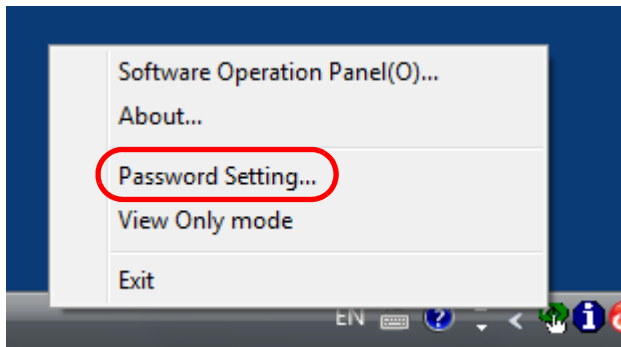 Software Operation Panel(O)...
About...
Password Setting...
View Only mode
Exit
EN